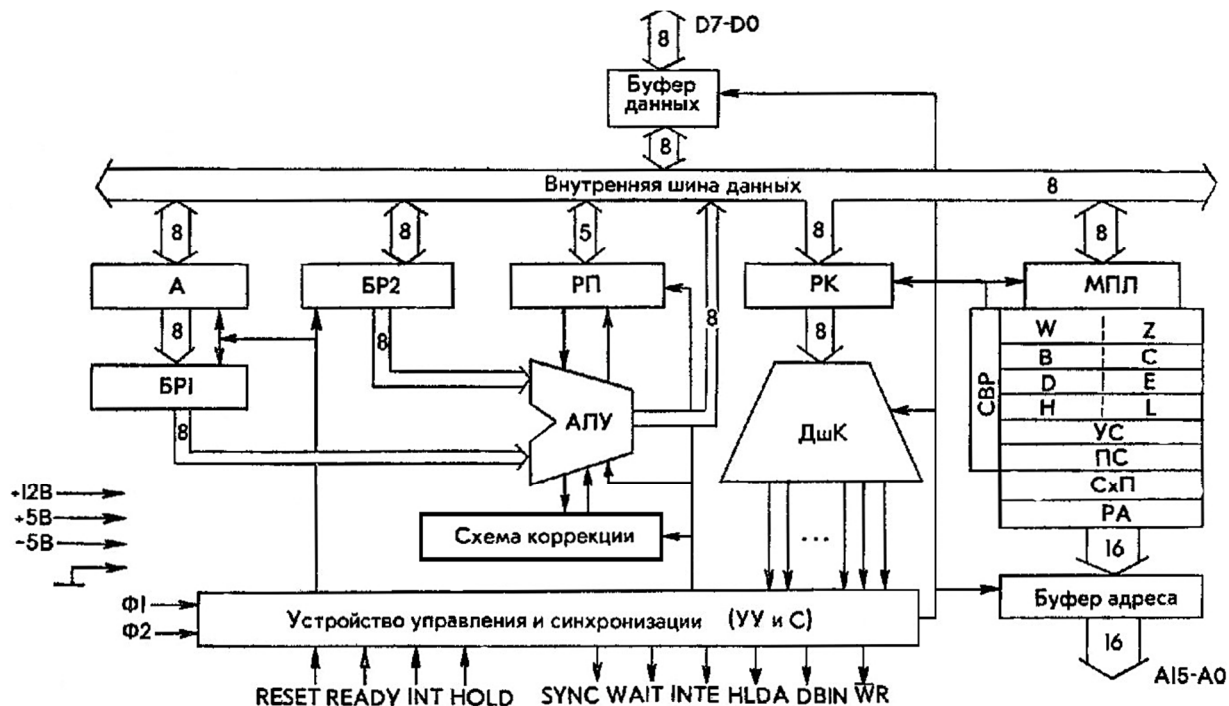 D7-D0
8
Буфер
данных
8
Внутренняя шина данных
8
8
8
5
8
8
А
БР2
РП
РК
МПЛ
8
8
8
8
W Z
B C
D E
H L
УС
ПС
СхП
РА
СВР
БР1
8
АЛУ
ДшК
...
+12В
+5В
-5В
Схема коррекции
16
Ф1
Ф2
Устройство управления и синхронизации (УУ и С)
Буфер адреса
16
RESET READY INT HOLD SYNC WAIT INTE HLDA DBIN W̅R̅
A15-A0